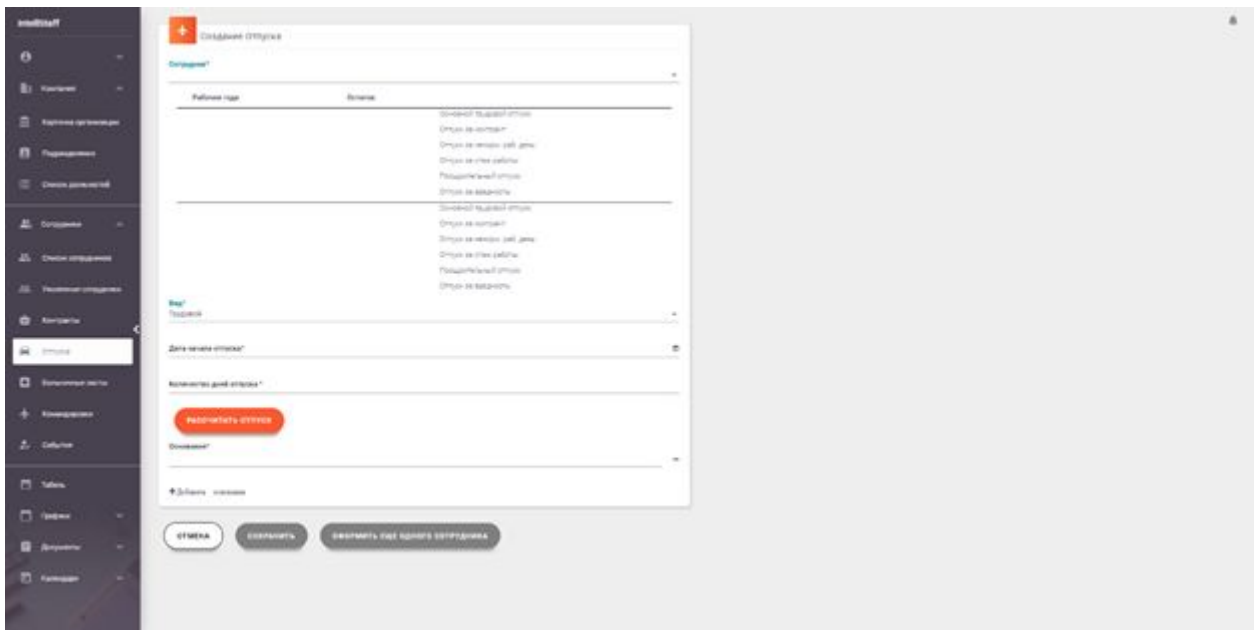 IntelliStaff
Компания
Карточка организации
Подразделения
Список должностей
Сотрудники
Список сотрудников
Уволенные сотрудники
Контракты
Отпуска
Больничные листы
Командировки
События
Табель
Графики
Документы
Календари
Создание Отпуска
Сотрудник*
Рабочие года Остаток
Основной трудовой отпуск
Отпуск за контракт
Отпуск за ненорм. раб. день
Отпуск за стаж работы
Поощрительный отпуск
Отпуск за вредность
Основной трудовой отпуск
Отпуск за контракт
Отпуск за ненорм. раб. день
Отпуск за стаж работы
Поощрительный отпуск
Отпуск за вредность
Вид*
Трудовой
Дата начала отпуска*
Количество дней отпуска *
РАССЧИТАТЬ ОТПУСК
Основание*
Добавить основание
ОТМЕНА СОХРАНИТЬ ОФОРМИТЬ ЕЩЕ ОДНОГО СОТРУДНИКА